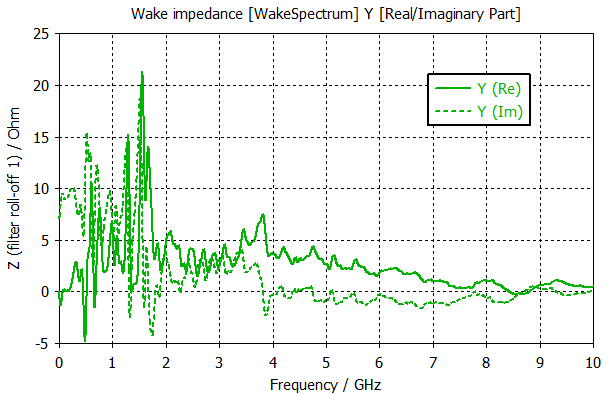 Wake impedance [WakeSpectrum] Y [Real/Imaginary Part]
25
20
15
10
5
0
-5
Z (filter roll-off 1) / Ohm
Y (Re)
Y (Im)
0 1 2 3 4 5 6 7 8 9 10
Frequency / GHz